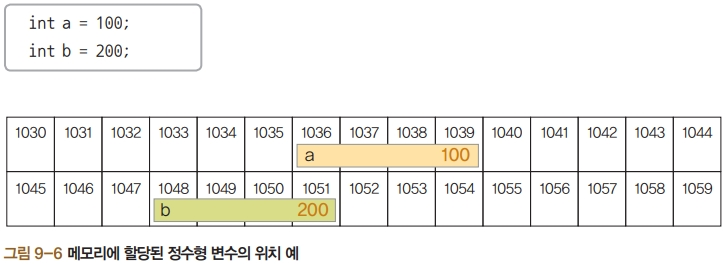 int a = 100;
int b = 200;
1030 1031 1032 1033 1034 1035 1036 1037 1038 1039 1040 1041 1042 1043 1044
a 100
1045 1046 1047 1048 1049 1050 1051 1052 1053 1054 1055 1056 1057 1058 1059
b 200
그림 9-6 메모리에 할당된 정수형 변수의 위치 예